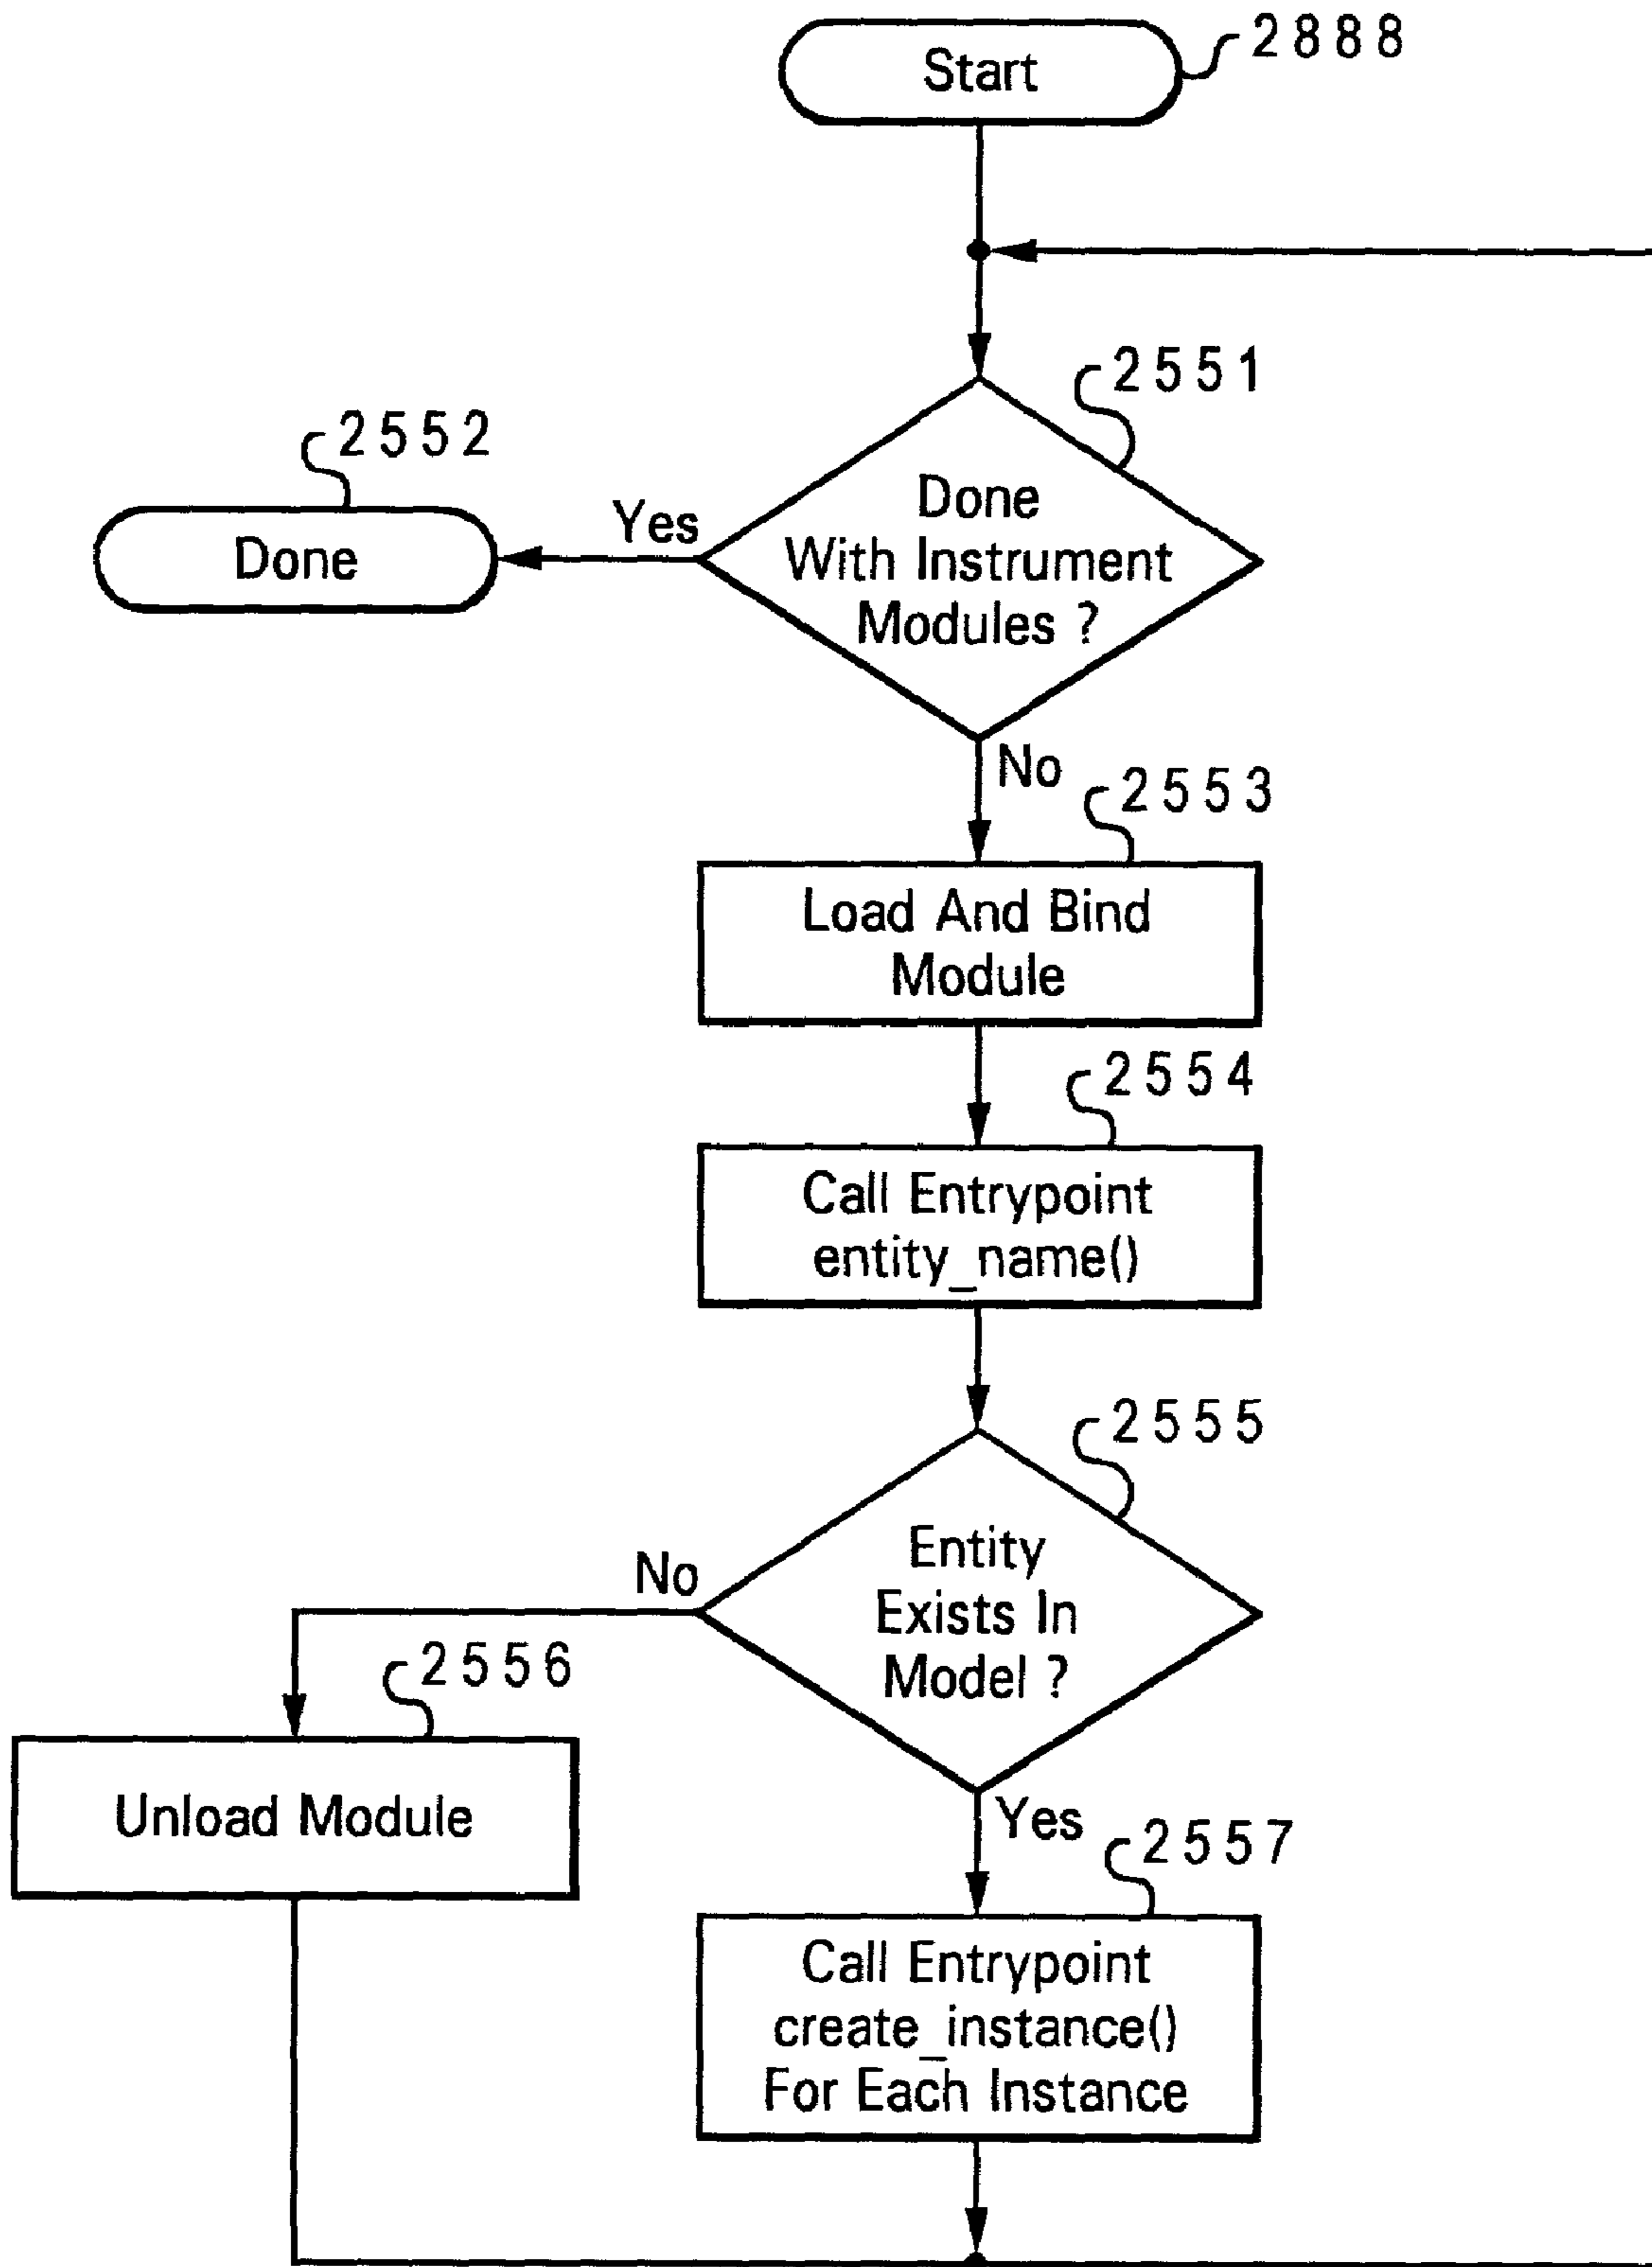 Start
2888
2551
2552
Done
With Instrument
Modules ?
Yes
Done
No
2553
Load And Bind
Module
2554
Call Entrypoint
entity_name()
2555
Entity
Exists In
Model ?
No
2556
Unload Module
Yes
2557
Call Entrypoint
create_instance()
For Each Instance